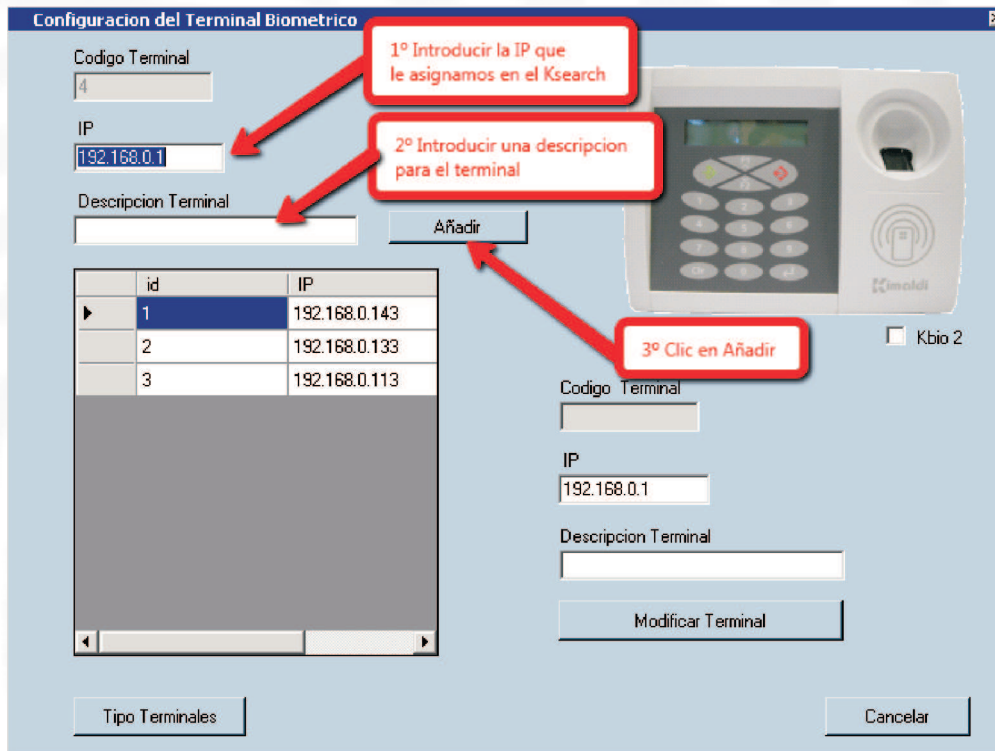 Configuracion del Terminal Biometrico
Codigo Terminal
4
1º Introducir la IP que
le asignamos en el Ksearch
IP
192.168.0.1
2º Introducir una descripcion
para el terminal
Descripcion Terminal
Añadir
id IP
1 192.168.0.143
2 192.168.0.133
3 192.168.0.113
Kimaldi
Kbio 2
3º Clic en Añadir
Codigo Terminal
IP
192.168.0.1
Descripcion Terminal
Modificar Terminal
Tipo Terminales
Cancelar